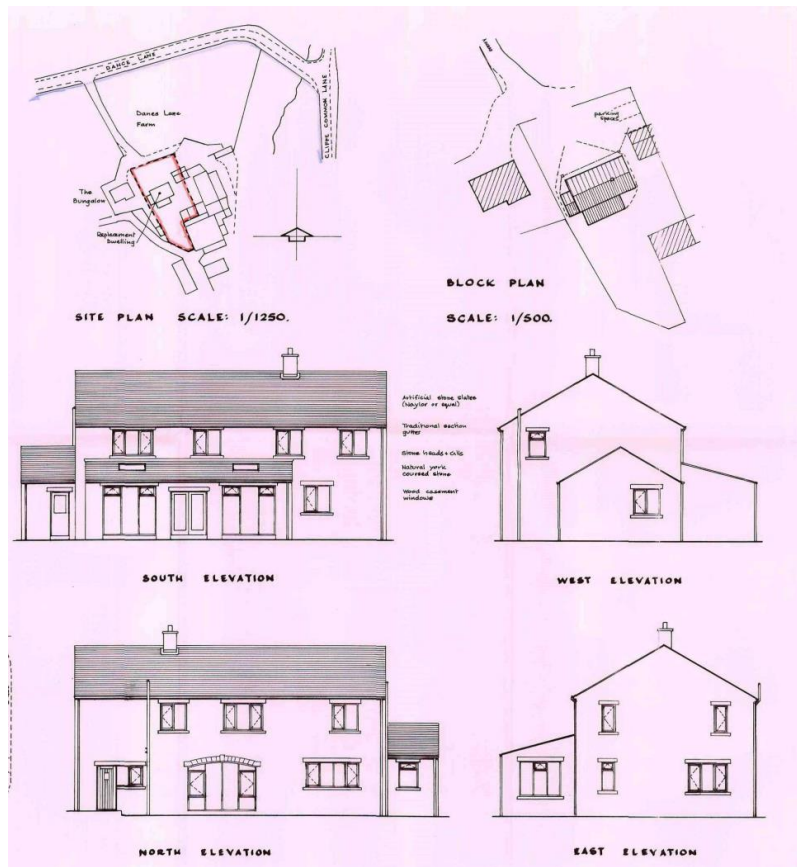 DANCE LANE
Danes Lane
Farm
CLIFFE COMMON LANE
The
Bungalow
Replacement
Dwelling
SITE PLAN SCALE: 1/1250.
parking
spaces
BLOCK PLAN
SCALE: 1/500.
Artificial stone slates
(Naylor or equal)
Traditional section
gutter
Stone heads + cills
Natural york
coursed stone
Wood casement
windows
SOUTH ELEVATION
WEST ELEVATION
NORTH ELEVATION
EAST ELEVATION